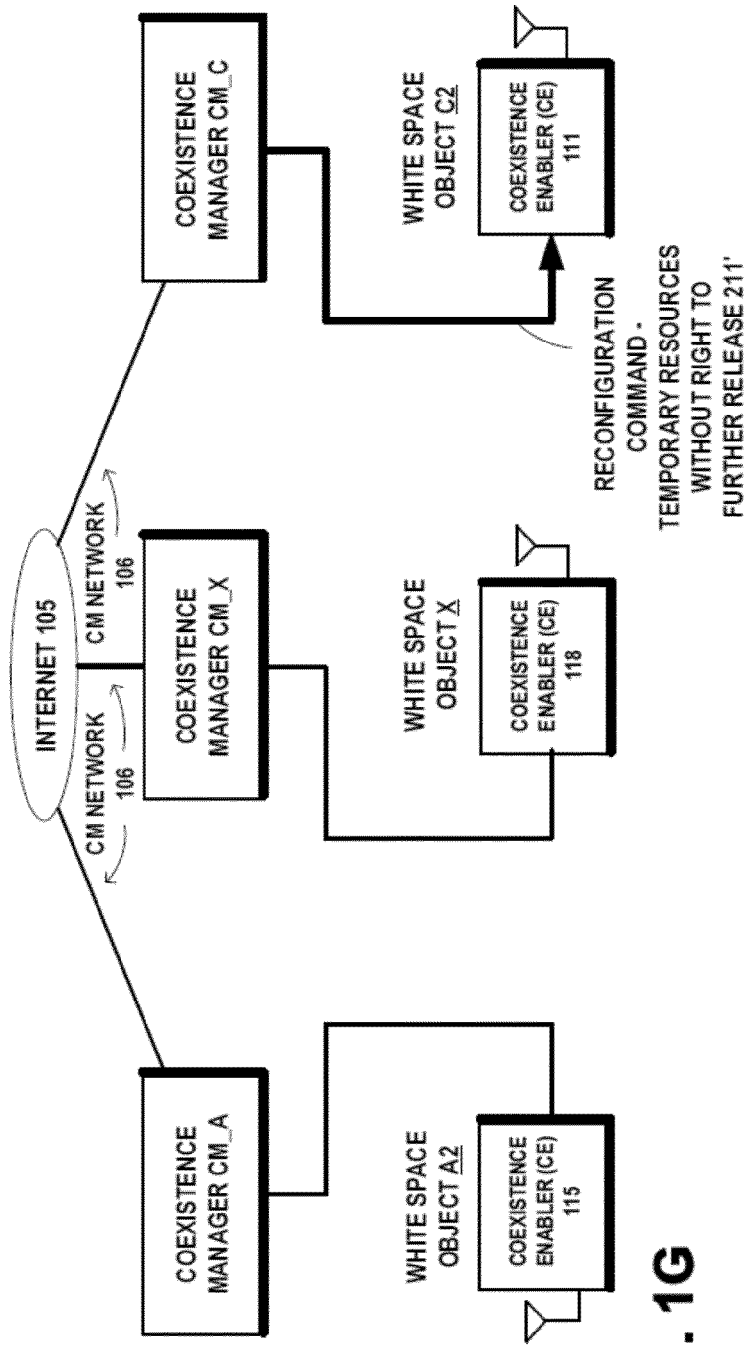 INTERNET 105
CM NETWORK
106
CM NETWORK
106
COEXISTENCE
MANAGER CM_A
COEXISTENCE
MANAGER CM_X
COEXISTENCE
MANAGER CM_C
WHITE SPACE
OBJECT A2
WHITE SPACE
OBJECT X
WHITE SPACE
OBJECT C2
COEXISTENCE
ENABLER (CE)
115
COEXISTENCE
ENABLER (CE)
118
COEXISTENCE
ENABLER (CE)
111
RECONFIGURATION
COMMAND -
TEMPORARY RESOURCES
WITHOUT RIGHT TO
FURTHER RELEASE 211'
. 1G